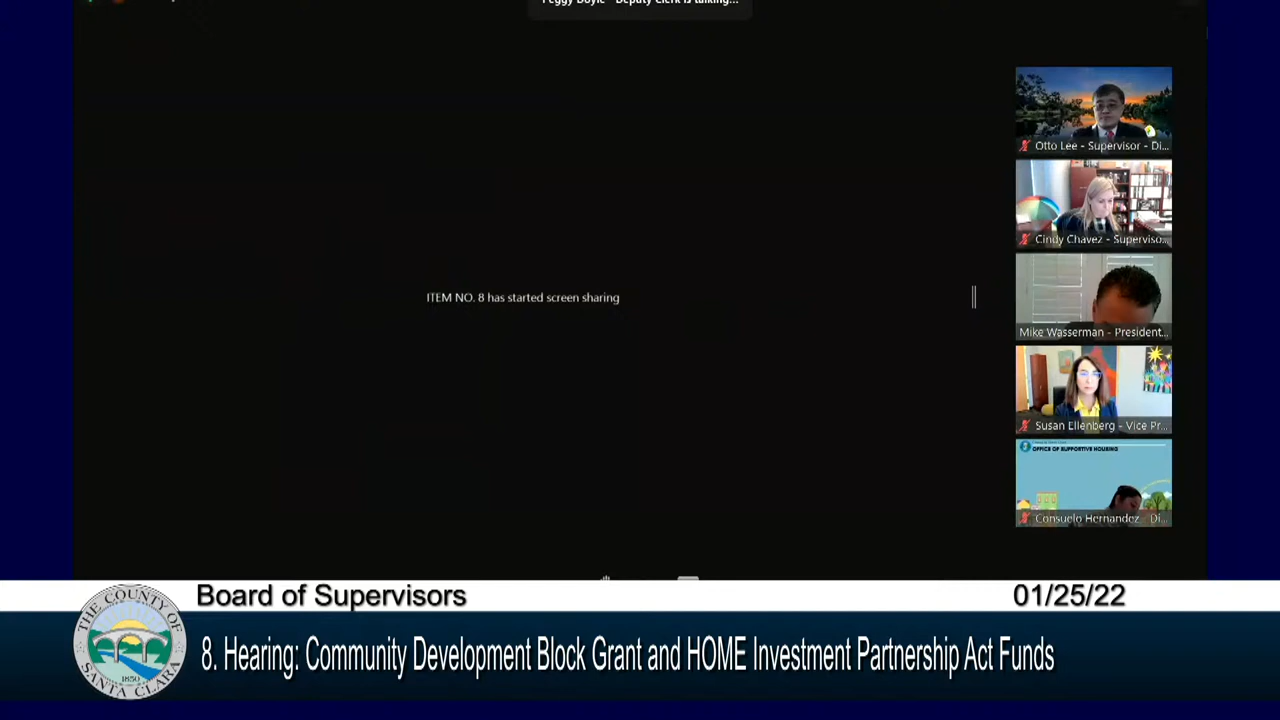 Peggy Doyle - Deputy Clerk is talking...
Otto Lee - Supervisor - Di...
Cindy Chavez - Superviso...
ITEM NO. 8 has started screen sharing
Mike Wasserman - President...
Susan Ellenberg - Vice Pr...
OFFICE OF SUPPORTIVE HOUSING
Consuelo Hernandez - Di...
Board of Supervisors
01/25/22
THE COUNTY OF
SANTA CLARA
1850
8. Hearing: Community Development Block Grant and HOME Investment Partnership Act Funds